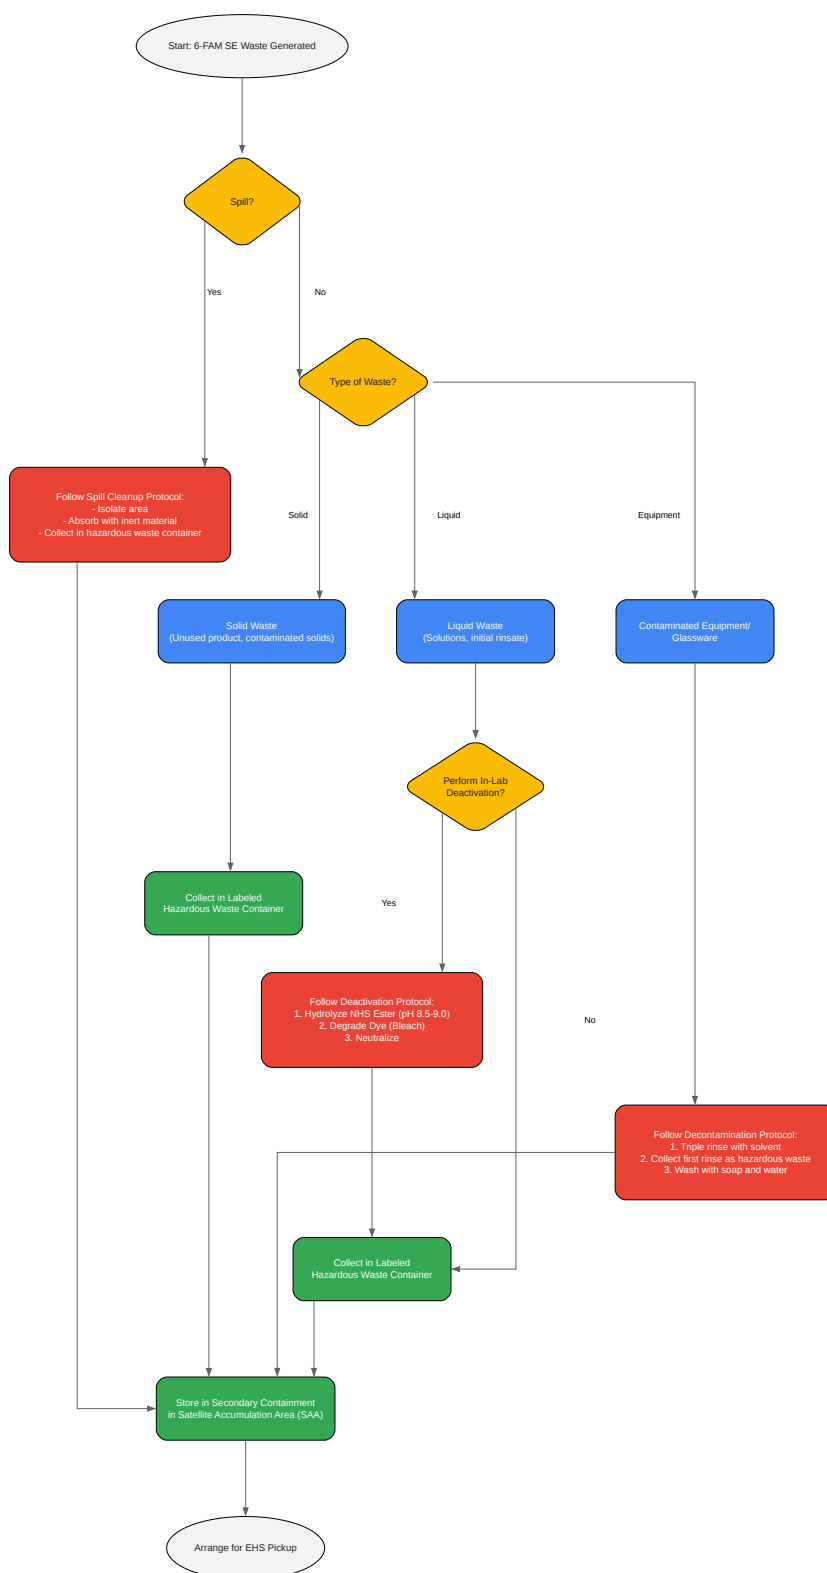 Start: 6-FAM SE Waste Generated
Spill?
Yes
No
Type of Waste?
Follow Spill Cleanup Protocol:
- Isolate area
- Absorb with inert material
- Collect in hazardous waste container
Solid
Liquid
Equipment
Solid Waste
(Unused product, contaminated solids)
Liquid Waste
(Solutions, initial rinsate)
Contaminated Equipment/
Glassware
Perform In-Lab
Deactivation?
Collect in Labeled
Hazardous Waste Container
Yes
Follow Deactivation Protocol:
1. Hydrolyze NHS Ester (pH 8.5-9.0)
2. Degrade Dye (Bleach)
3. Neutralize
No
Follow Decontamination Protocol:
1. Triple rinse with solvent
2. Collect first rinse as hazardous waste
3. Wash with soap and water
Collect in Labeled
Hazardous Waste Container
Store in Secondary Containment
in Satellite Accumulation Area (SAA)
Arrange for EHS Pickup